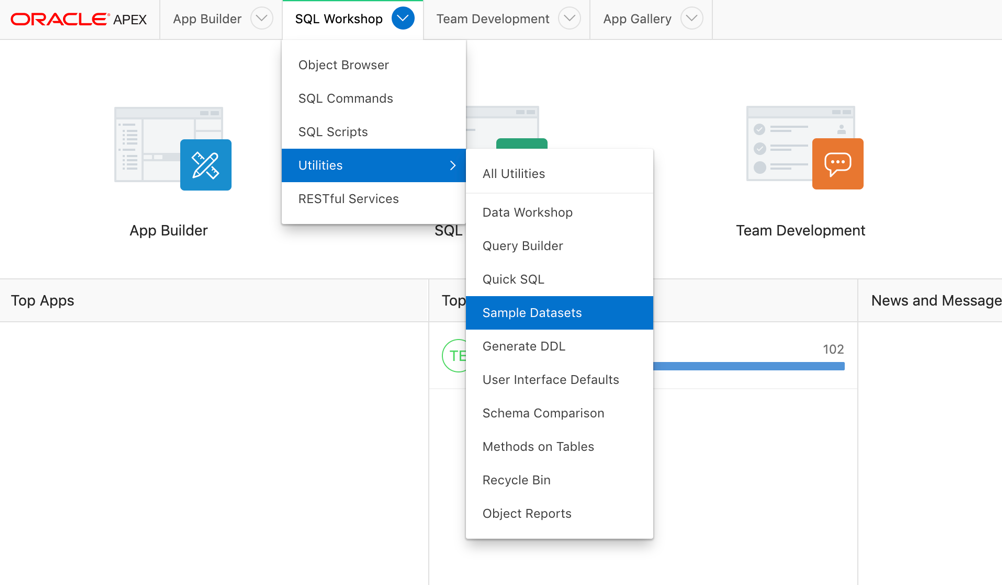 ORACLE APEX
App Builder
SQL Workshop
Team Development
App Gallery
Object Browser
SQL Commands
SQL Scripts
Utilities
RESTful Services
All Utilities
Data Workshop
Query Builder
Quick SQL
Sample Datasets
Generate DDL
User Interface Defaults
Schema Comparison
Methods on Tables
Recycle Bin
Object Reports
App Builder
SQL
Team Development
Top Apps
Top
News and Message
TE
102